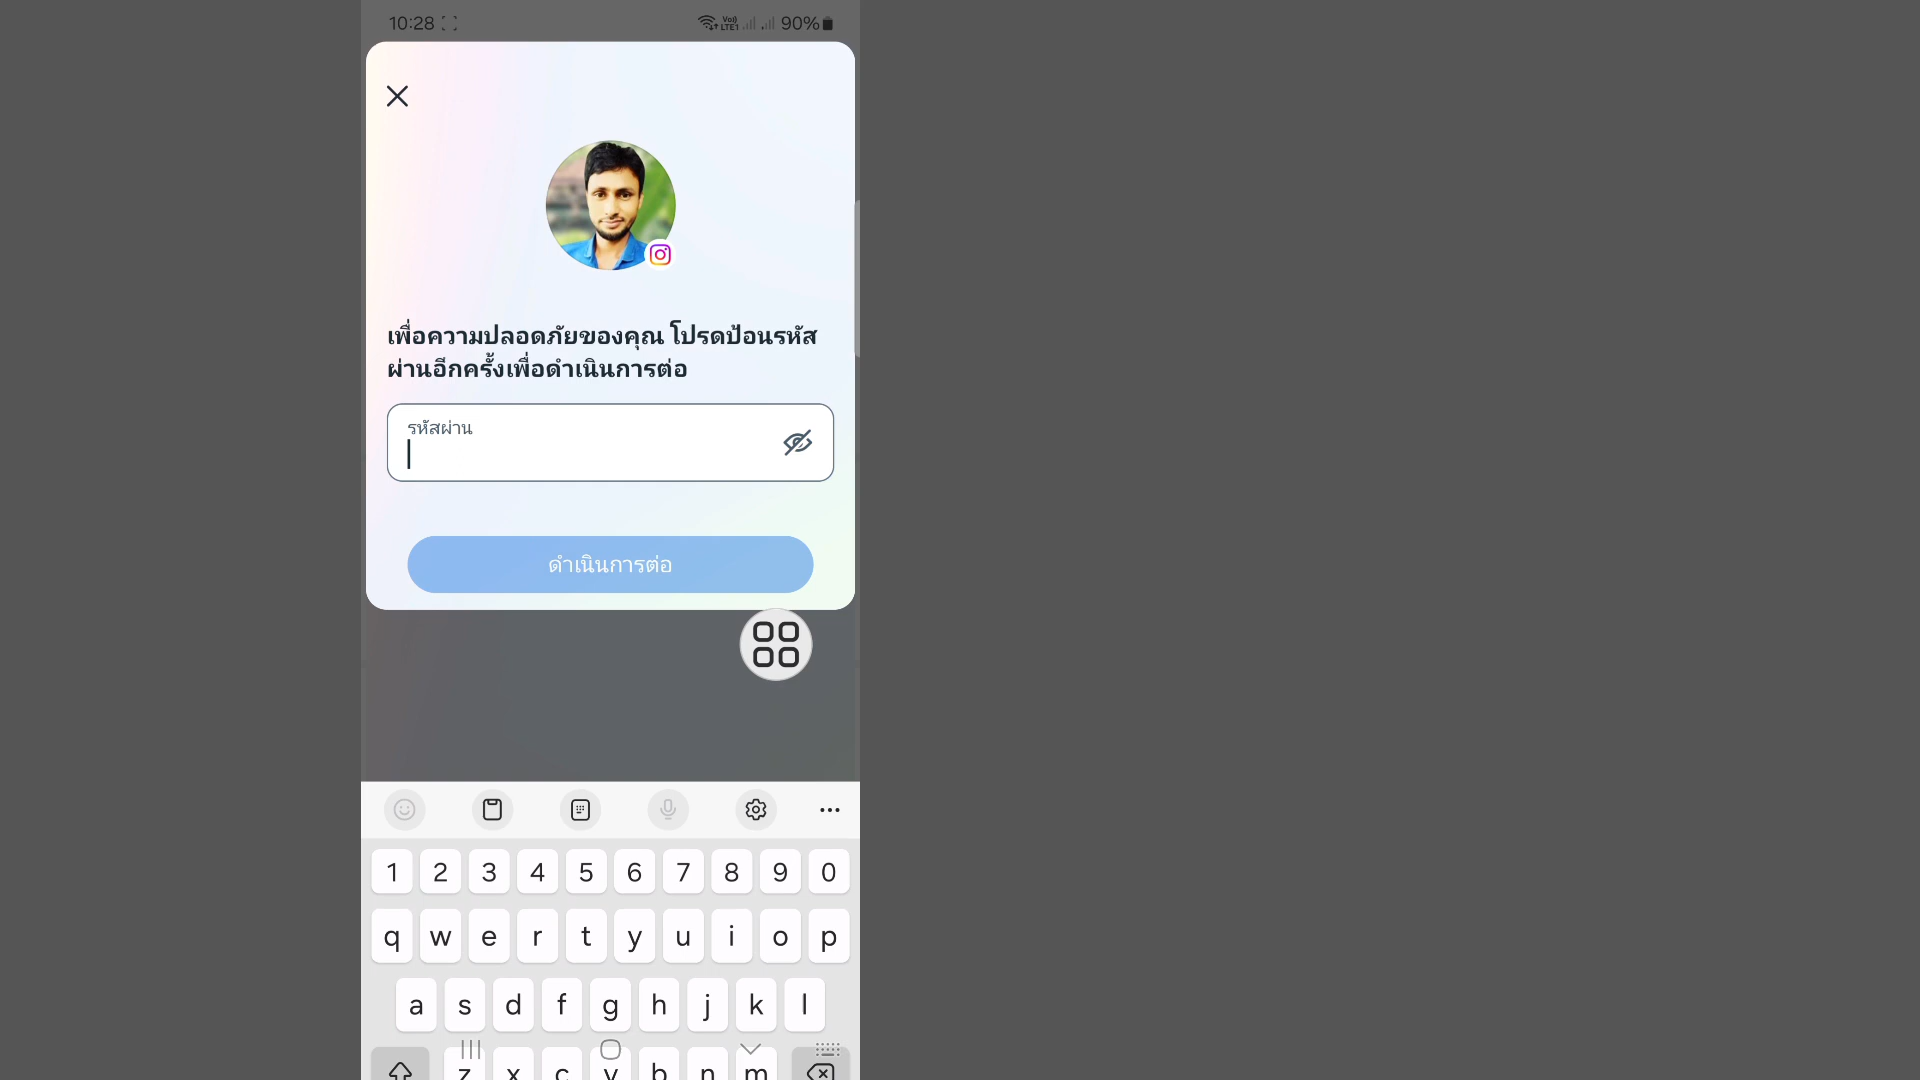 10:28
Vo)) LTE1 90%
เพื่อความปลอดภัยของคุณ โปรดป้อนรหัส
ผ่านอีกครั้งเพื่อดำเนินการต่อ
รหัสผ่าน
ดำเนินการต่อ
1 2 3 4 5 6 7 8 9 0
q w e r t y u i o p
a s d f g h j k l
z x c v b n m